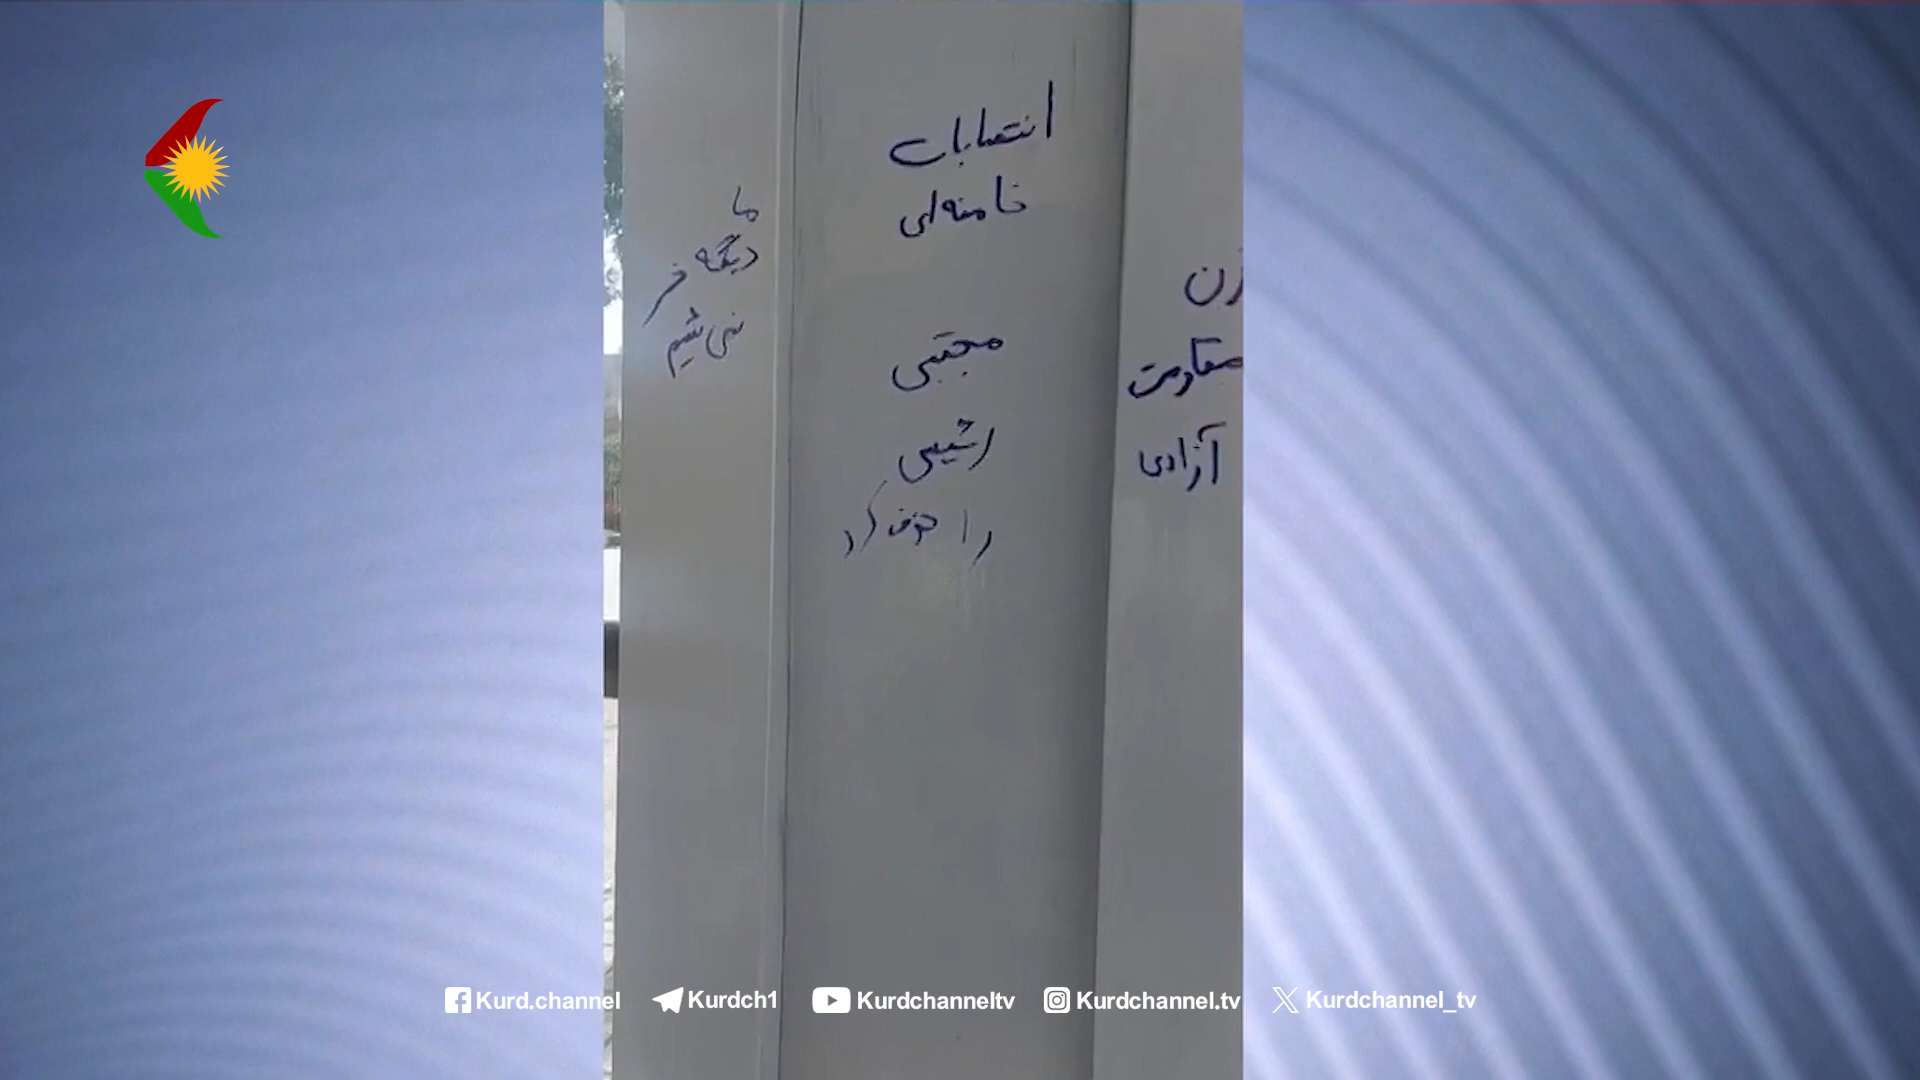 زن
مقاومت
آزادی
انتصابات
خامنه‌ای
مجتبی
رئیسی
را حذف کرد
ما
دیگه خر
نمی شیم
Kurd.channel
Kurdch1
Kurdchanneltv
Kurdchannel.tv
Kurdchannel_tv